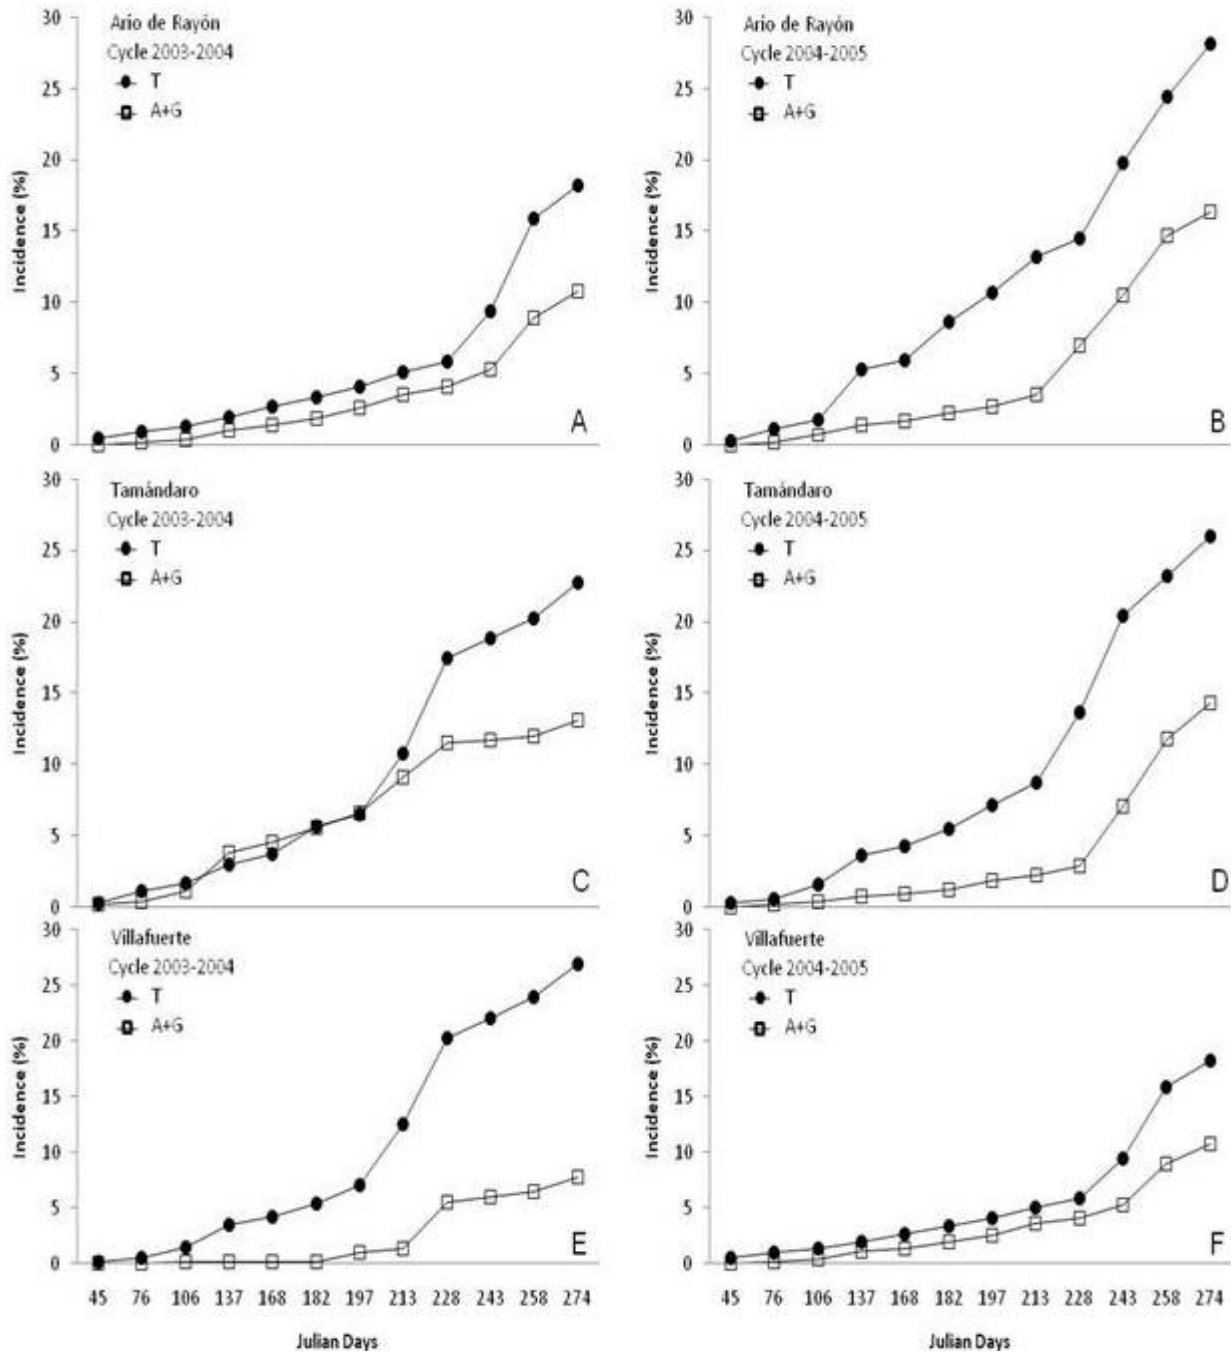 30
25
20
15
10
5
0
Incidence (%)
Ario de Rayón
Cycle 2003-2004
T
A+G
A
30
25
20
15
10
5
0
Incidence (%)
Ario de Rayón
Cycle 2004-2005
T
A+G
B
30
25
20
15
10
5
0
Incidence (%)
Tamándaro
Cycle 2003-2004
T
A+G
C
30
25
20
15
10
5
0
Incidence (%)
Tamándaro
Cycle 2004-2005
T
A+G
D
30
25
20
15
10
5
0
Incidence (%)
Villafuerte
Cycle 2003-2004
T
A+G
E
45 76 106 137 168 182 197 213 228 243 258 274
Julian Days
30
25
20
15
10
5
0
Incidence (%)
Villafuerte
Cycle 2004-2005
T
A+G
F
45 76 106 137 168 182 197 213 228 243 258 274
Julian Days